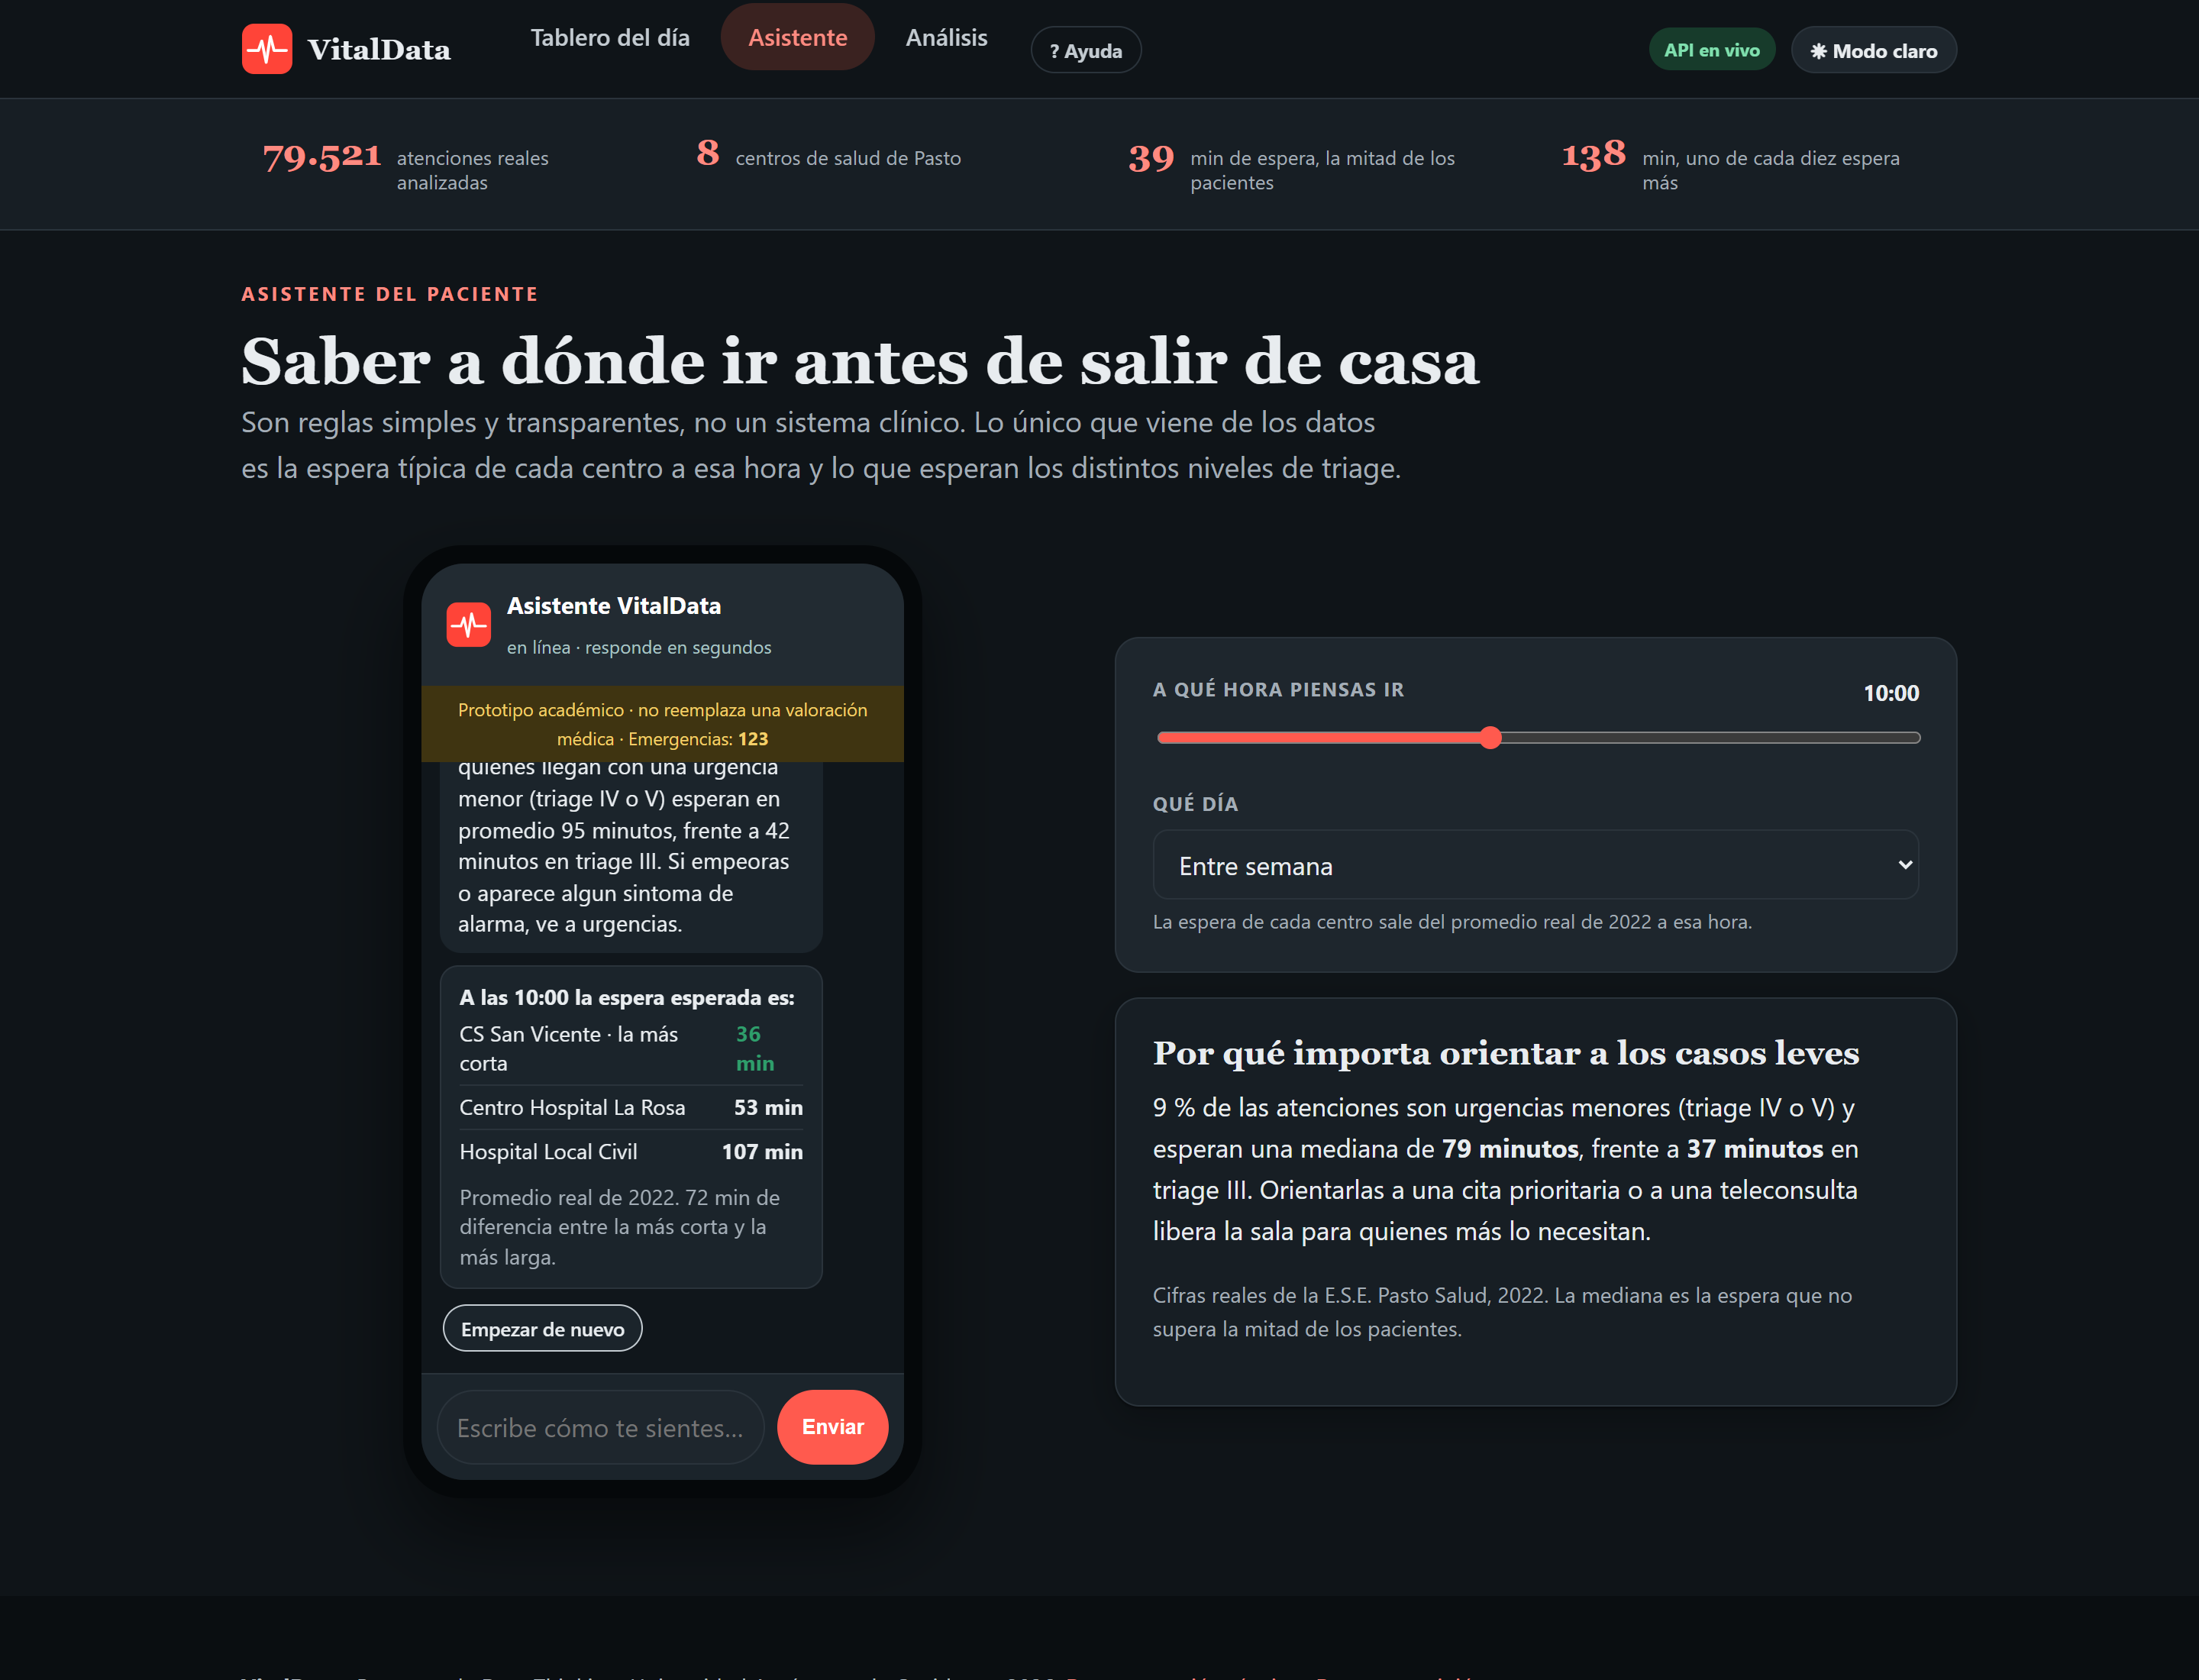 VitalData
Tablero del día
Asistente
Análisis
? Ayuda
API en vivo
Modo claro
79.521 atenciones reales
analizadas
8 centros de salud de Pasto
39 min de espera, la mitad de los
pacientes
138 min, uno de cada diez espera
más
ASISTENTE DEL PACIENTE
Saber a dónde ir antes de salir de casa
Son reglas simples y transparentes, no un sistema clínico. Lo único que viene de los datos
es la espera típica de cada centro a esa hora y lo que esperan los distintos niveles de triage.
Asistente VitalData
en línea · responde en segundos
Prototipo académico · no reemplaza una valoración
médica · Emergencias: 123
quienes llegan con una urgencia
menor (triage IV o V) esperan en
promedio 95 minutos, frente a 42
minutos en triage III. Si empeoras
o aparece algun sintoma de
alarma, ve a urgencias.
A las 10:00 la espera esperada es:
CS San Vicente · la más 36
corta min
Centro Hospital La Rosa 53 min
Hospital Local Civil 107 min
Promedio real de 2022. 72 min de
diferencia entre la más corta y la
más larga.
Empezar de nuevo
Escribe cómo te sientes...
Enviar
A QUÉ HORA PIENSAS IR 10:00
QUÉ DÍA
Entre semana
La espera de cada centro sale del promedio real de 2022 a esa hora.
Por qué importa orientar a los casos leves
9 % de las atenciones son urgencias menores (triage IV o V) y
esperan una mediana de 79 minutos, frente a 37 minutos en
triage III. Orientarlas a una cita prioritaria o a una teleconsulta
libera la sala para quienes más lo necesitan.
Cifras reales de la E.S.E. Pasto Salud, 2022. La mediana es la espera que no
supera la mitad de los pacientes.